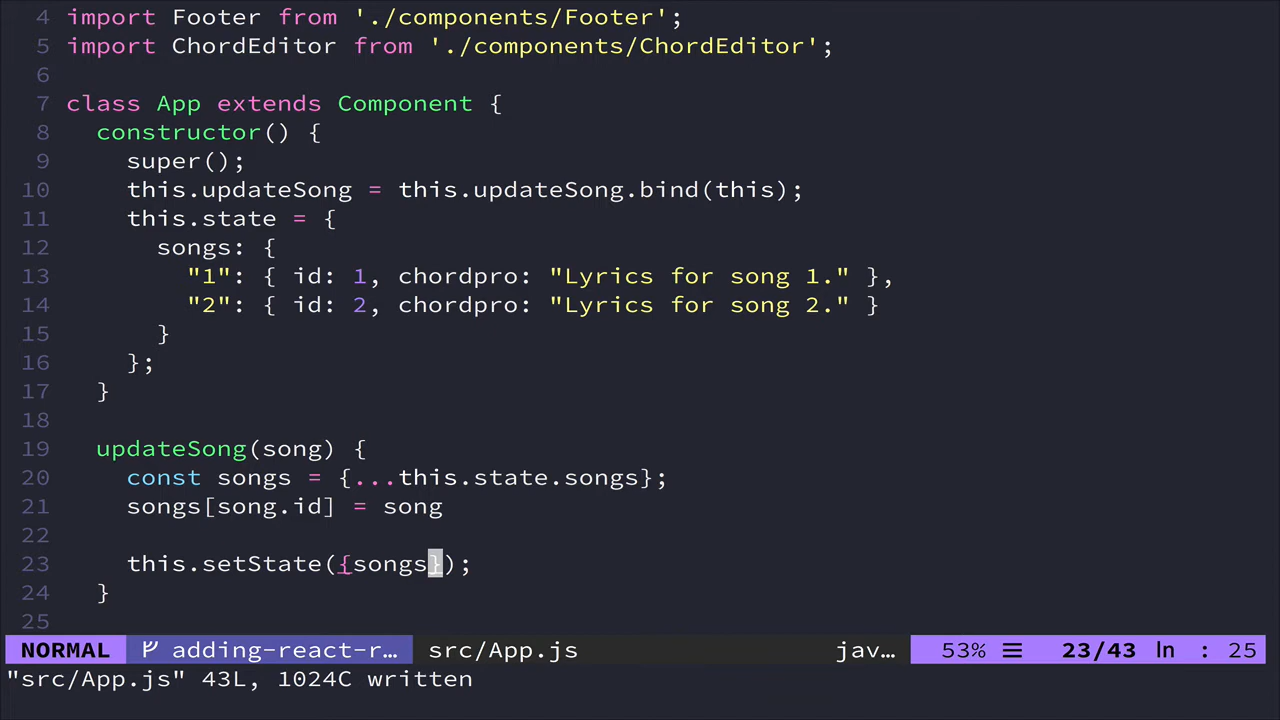 4 import Footer from './components/Footer';
5 import ChordEditor from './components/ChordEditor';
6
7 class App extends Component {
8   constructor() {
9     super();
10     this.updateSong = this.updateSong.bind(this);
11     this.state = {
12       songs: {
13         "1": { id: 1, chordpro: "Lyrics for song 1." },
14         "2": { id: 2, chordpro: "Lyrics for song 2." }
15       }
16     };
17   }
18
19   updateSong(song) {
20     const songs = {...this.state.songs};
21     songs[song.id] = song
22
23     this.setState({songs});
24   }
25
NORMAL adding-react-r… src/App.js jav… 53% ☰ 23/43 ln : 25
"src/App.js" 43L, 1024C written